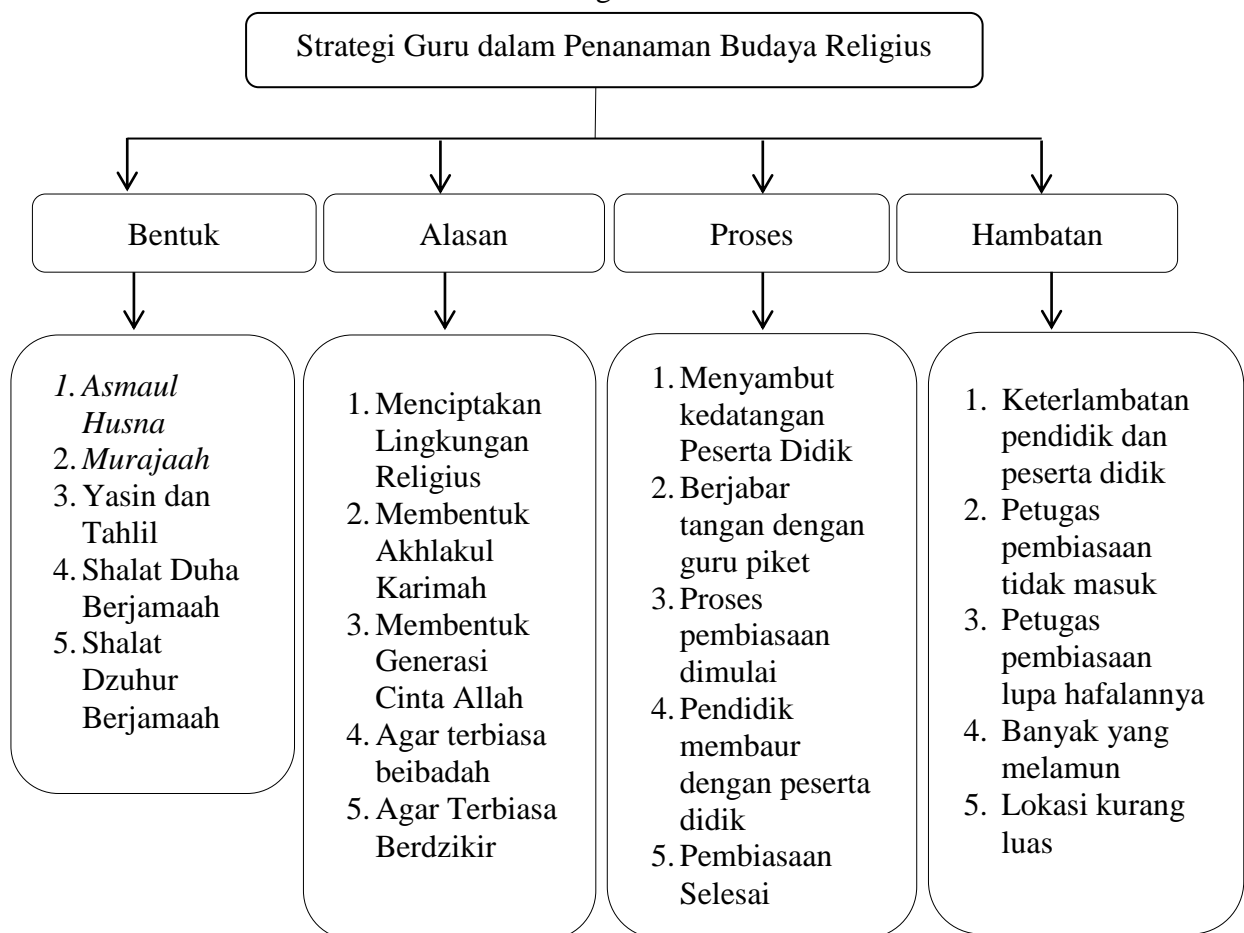 Strategi Guru dalam Penanaman Budaya Religius
Bentuk
Alasan
Proses
Hambatan
1. Asmaul
Husna
2. Murajaah
3. Yasin dan
Tahlil
4. Shalat Duha
Berjamaah
5. Shalat
Dzuhur
Berjamaah
1. Menciptakan
Lingkungan
Religius
2. Membentuk
Akhlakul
Karimah
3. Membentuk
Generasi
Cinta Allah
4. Agar terbiasa
beibadah
5. Agar Terbiasa
Berdzikir
1. Menyambut
kedatangan
Peserta Didik
2. Berjabar
tangan dengan
guru piket
3. Proses
pembiasaan
dimulai
4. Pendidik
membaur
dengan peserta
didik
5. Pembiasaan
Selesai
1. Keterlambatan
pendidik dan
peserta didik
2. Petugas
pembiasaan
tidak masuk
3. Petugas
pembiasaan
lupa hafalannya
4. Banyak yang
melamun
5. Lokasi kurang
luas